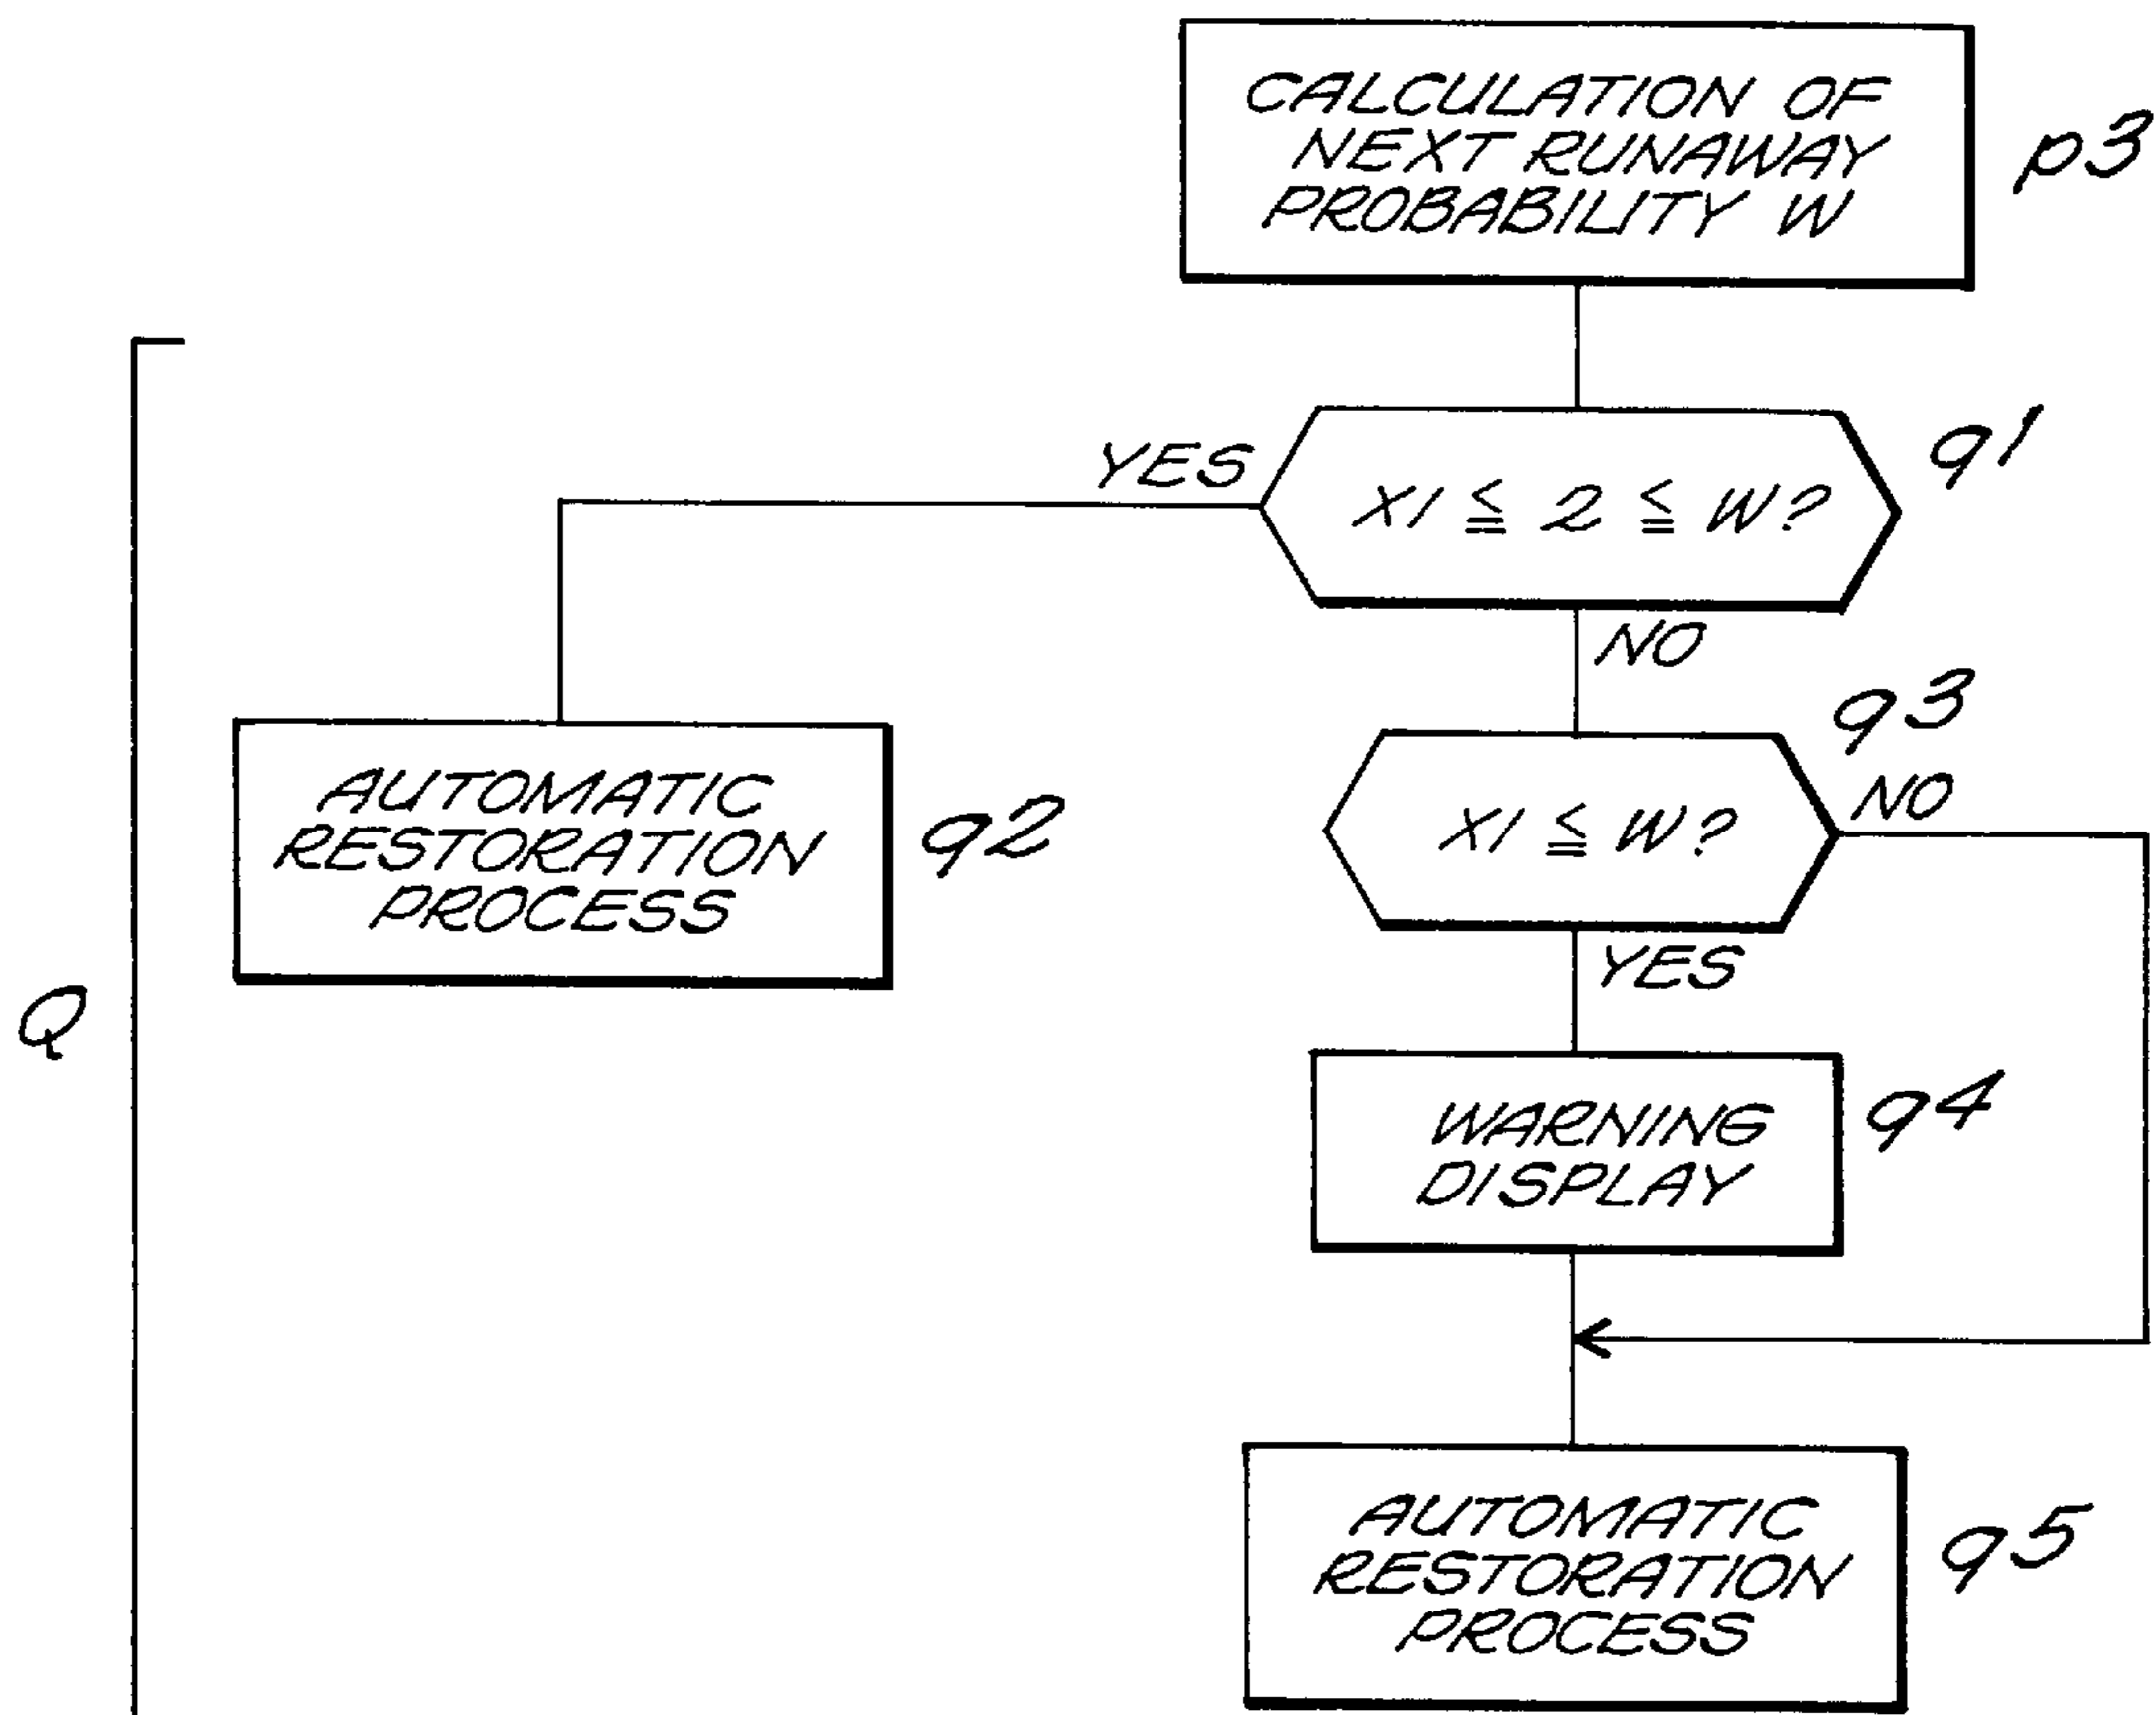 CALCULATION OF
NEXT RUNAWAY
PROBABILITY W
p3
q1
YES
X1 ≦ 2 ≦ W?
NO
q3
AUTOMATIC
RESTORATION
PROCESS
q2
X1 ≦ W?
NO
YES
Q
WARNING
DISPLAY
q4
AUTOMATIC
RESTORATION
PROCESS
q5